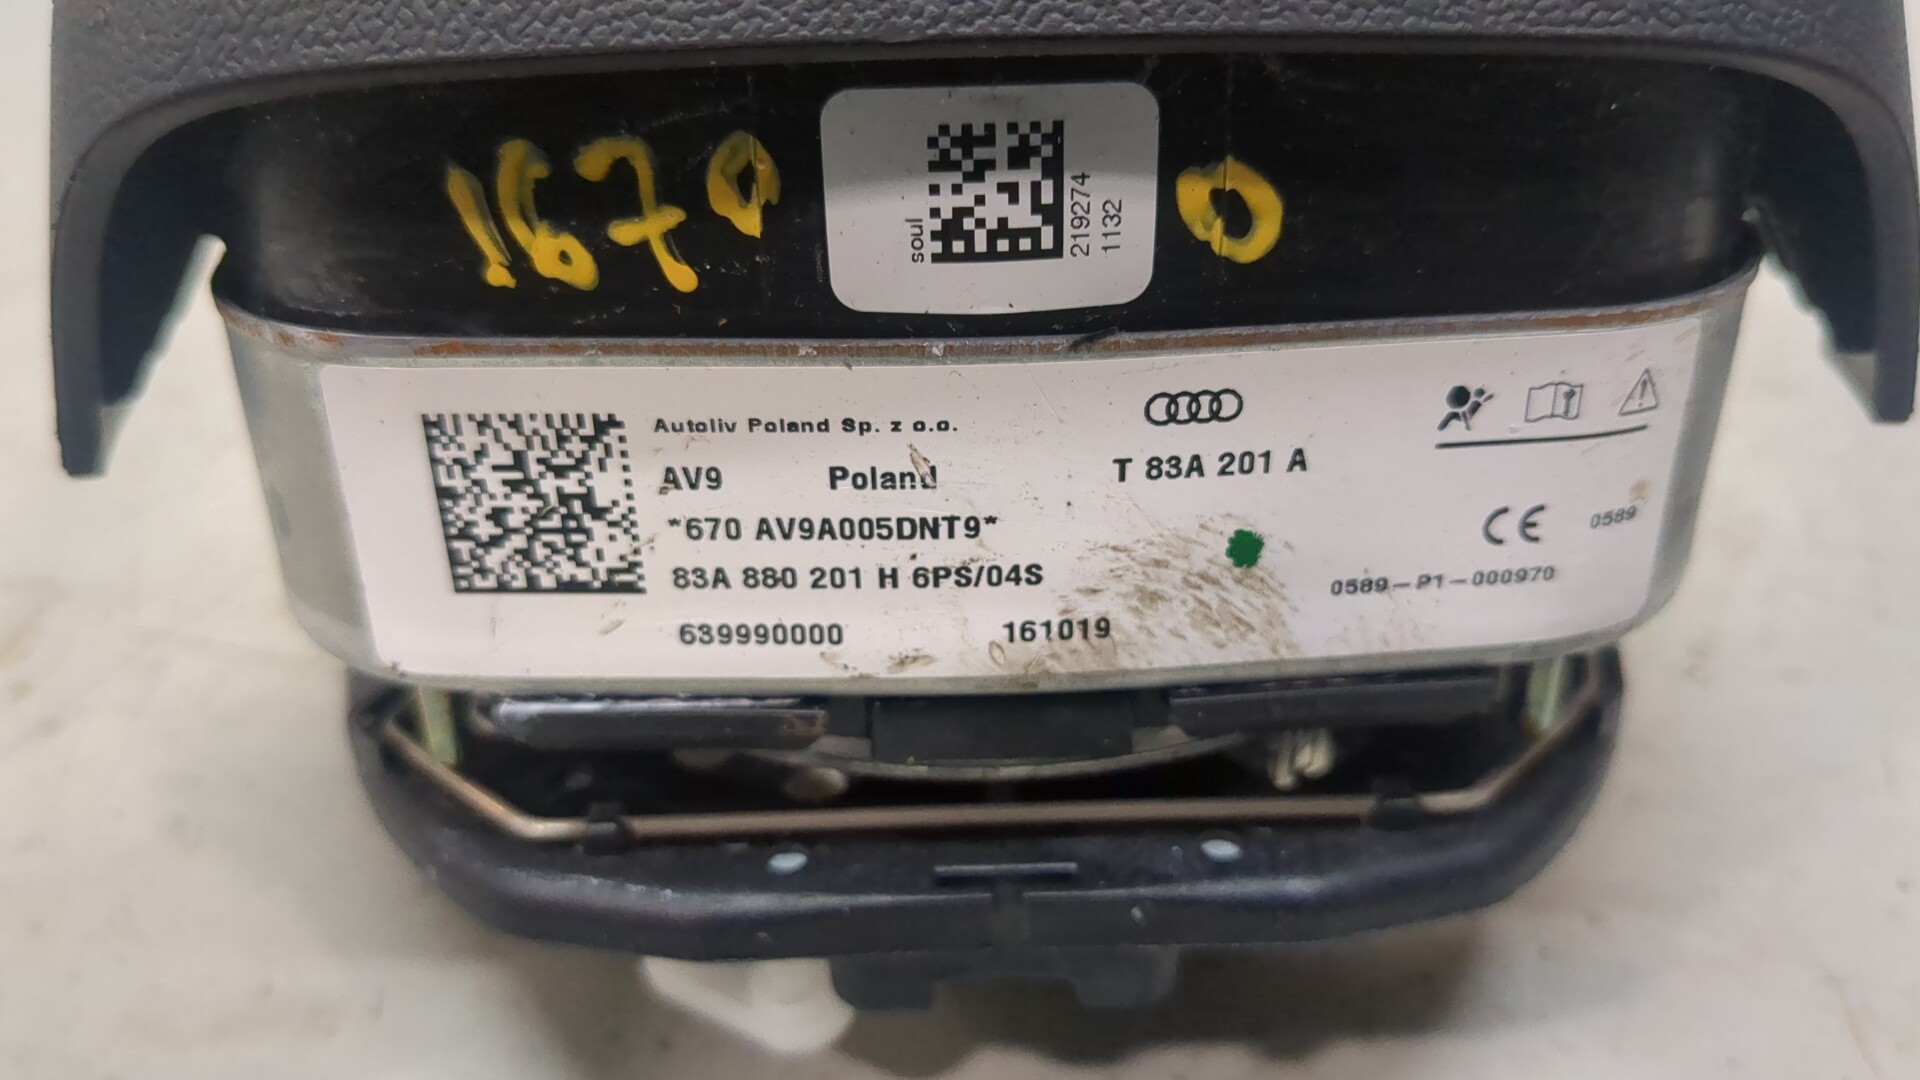 1670
soul
219274
1132
0
Autoliv Poland Sp. z o.o.
AV9 Poland
T 83A 201 A
*670 AV9A005DNT9*
83A 880 201 H 6PS/04S
639990000 161019
CE 0589
0589-P1-000970